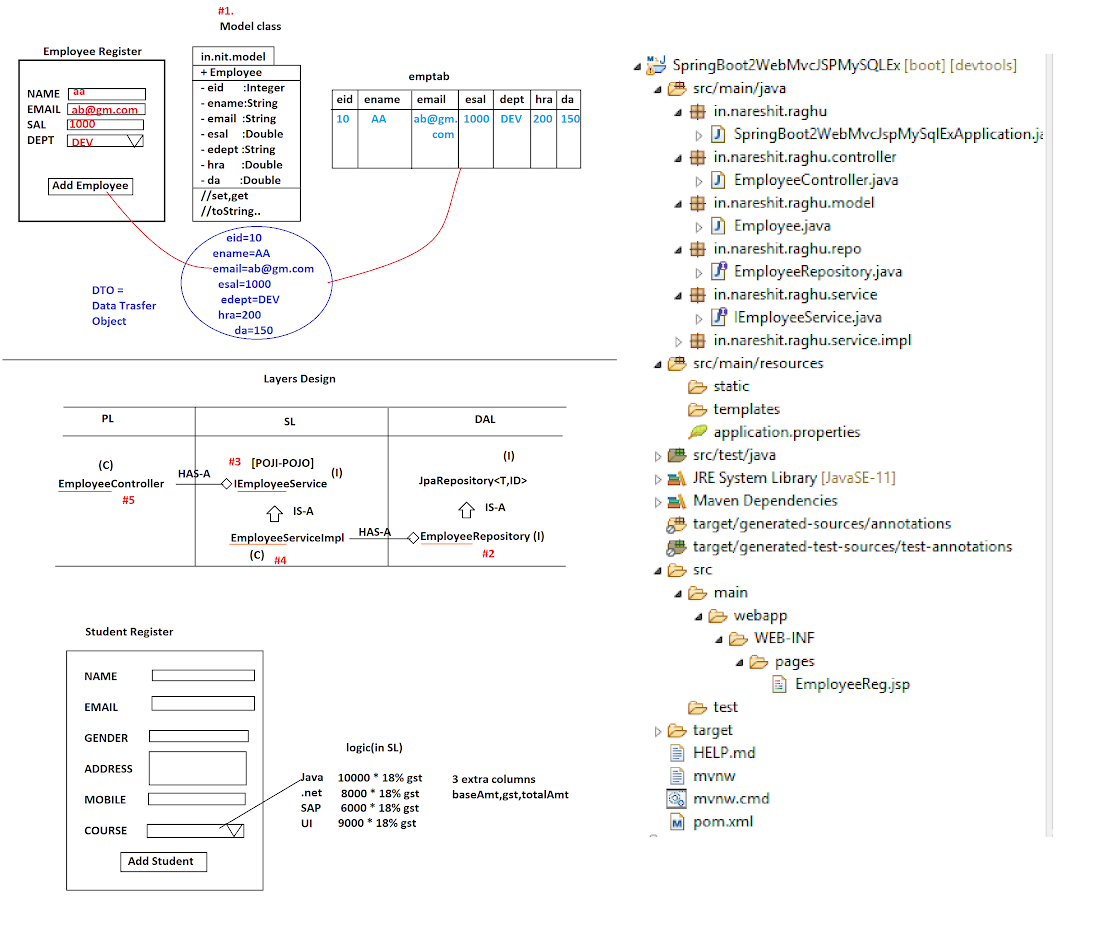 #1.
Model class
Employee Register
NAME aa
EMAIL ab@gm.com
SAL 1000
DEPT DEV
Add Employee
in.nit.model
+ Employee
- eid :Integer
- ename:String
- email :String
- esal :Double
- edept :String
- hra :Double
- da :Double
//set,get
//toString..
emptab
eid ename email esal dept hra da
10 AA ab@gm. 1000 DEV 200 150
com
eid=10
ename=AA
email=ab@gm.com
esal=1000
edept=DEV
hra=200
da=150
DTO =
Data Trasfer
Object
Layers Design
PL SL DAL
(C)
EmployeeController
#5
HAS-A
#3 [POJI-POJO]
(I)
IEmployeeService
IS-A
EmployeeServiceImpl
(C) #4
HAS-A
(I)
JpaRepository<T,ID>
IS-A
EmployeeRepository (I)
#2
Student Register
NAME
EMAIL
GENDER
ADDRESS
MOBILE
COURSE
Add Student
logic(in SL)
Java 10000 * 18% gst
.net 8000 * 18% gst
SAP 6000 * 18% gst
UI 9000 * 18% gst
3 extra columns
baseAmt,gst,totalAmt
SpringBoot2WebMvcJSPMySQLEx [boot] [devtools]
src/main/java
in.nareshit.raghu
SpringBoot2WebMvcJspMySqlExApplication.ja
in.nareshit.raghu.controller
EmployeeController.java
in.nareshit.raghu.model
Employee.java
in.nareshit.raghu.repo
EmployeeRepository.java
in.nareshit.raghu.service
IEmployeeService.java
in.nareshit.raghu.service.impl
src/main/resources
static
templates
application.properties
src/test/java
JRE System Library [JavaSE-11]
Maven Dependencies
target/generated-sources/annotations
target/generated-test-sources/test-annotations
src
main
webapp
WEB-INF
pages
EmployeeReg.jsp
test
target
HELP.md
mvnw
mvnw.cmd
pom.xml